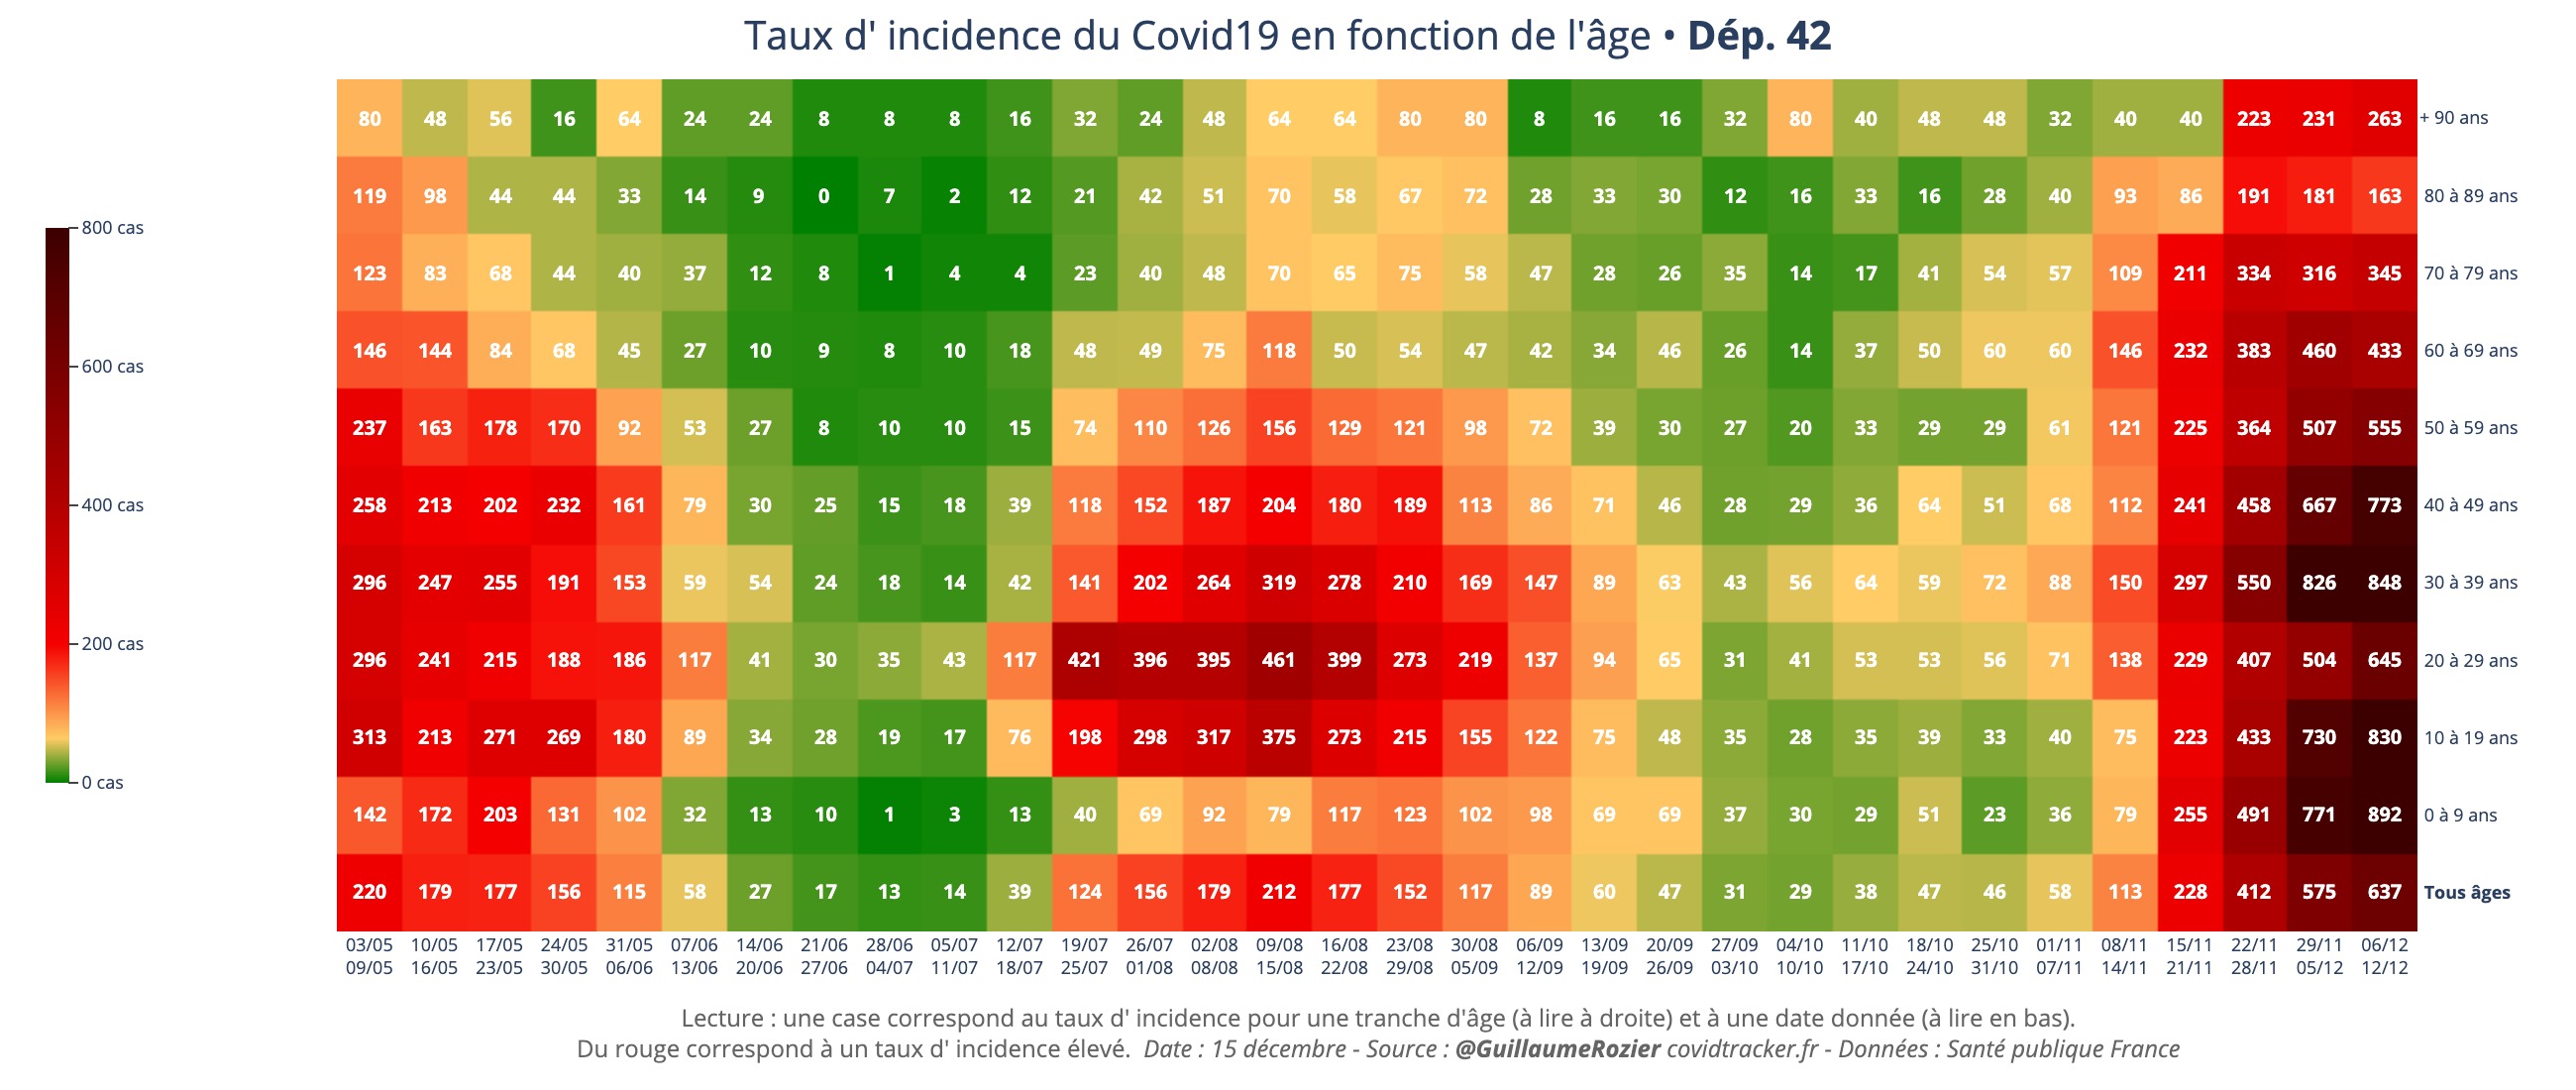 Taux d' incidence du Covid19 en fonction de l'âge • Dép. 42
80 48 56 16 64 24 24 8 8 8 16 32 24 48 64 64 80 80 8 16 16 32 80 40 48 48 32 40 40 223 231 263 + 90 ans
119 98 44 44 33 14 9 0 7 2 12 21 42 51 70 58 67 72 28 33 30 12 16 33 16 28 40 93 86 191 181 163 80 à 89 ans
800 cas
123 83 68 44 40 37 12 8 1 4 4 23 40 48 70 65 75 58 47 28 26 35 14 17 41 54 57 109 211 334 316 345 70 à 79 ans
146 144 84 68 45 27 10 9 8 10 18 48 49 75 118 50 54 47 42 34 46 26 14 37 50 60 60 146 232 383 460 433 60 à 69 ans
600 cas
237 163 178 170 92 53 27 8 10 10 15 74 110 126 156 129 121 98 72 39 30 27 20 33 29 29 61 121 225 364 507 555 50 à 59 ans
400 cas
258 213 202 232 161 79 30 25 15 18 39 118 152 187 204 180 189 113 86 71 46 28 29 36 64 51 68 112 241 458 667 773 40 à 49 ans
296 247 255 191 153 59 54 24 18 14 42 141 202 264 319 278 210 169 147 89 63 43 56 64 59 72 88 150 297 550 826 848 30 à 39 ans
200 cas
296 241 215 188 186 117 41 30 35 43 117 421 396 395 461 399 273 219 137 94 65 31 41 53 53 56 71 138 229 407 504 645 20 à 29 ans
313 213 271 269 180 89 34 28 19 17 76 198 298 317 375 273 215 155 122 75 48 35 28 35 39 33 40 75 223 433 730 830 10 à 19 ans
0 cas
142 172 203 131 102 32 13 10 1 3 13 40 69 92 79 117 123 102 98 69 69 37 30 29 51 23 36 79 255 491 771 892 0 à 9 ans
220 179 177 156 115 58 27 17 13 14 39 124 156 179 212 177 152 117 89 60 47 31 29 38 47 46 58 113 228 412 575 637 Tous âges
03/05 10/05 17/05 24/05 31/05 07/06 14/06 21/06 28/06 05/07 12/07 19/07 26/07 02/08 09/08 16/08 23/08 30/08 06/09 13/09 20/09 27/09 04/10 11/10 18/10 25/10 01/11 08/11 15/11 22/11 29/11 06/12
09/05 16/05 23/05 30/05 06/06 13/06 20/06 27/06 04/07 11/07 18/07 25/07 01/08 08/08 15/08 22/08 29/08 05/09 12/09 19/09 26/09 03/10 10/10 17/10 24/10 31/10 07/11 14/11 21/11 28/11 05/12 12/12
Lecture : une case correspond au taux d' incidence pour une tranche d'âge (à lire à droite) et à une date donnée (à lire en bas).
Du rouge correspond à un taux d' incidence élevé. Date : 15 décembre - Source : @GuillaumeRozier covidtracker.fr - Données : Santé publique France